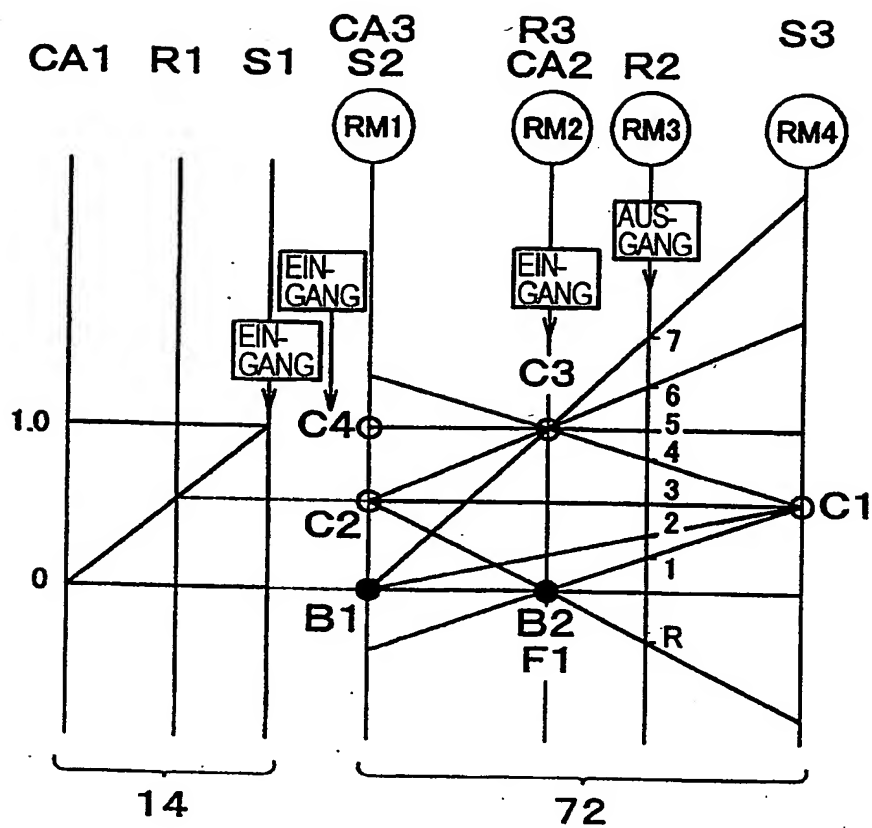 CA3 R3 S3
CA1 R1 S1 S2 CA2 R2
RM1 RM2 RM3 RM4
AUS-
GANG
EIN-
GANG
EIN-
GANG
EIN-
GANG
7
C3
6
1.0
C4
5
4
3
C2
C1
2
0
1
B1
B2
R
F1
14
72